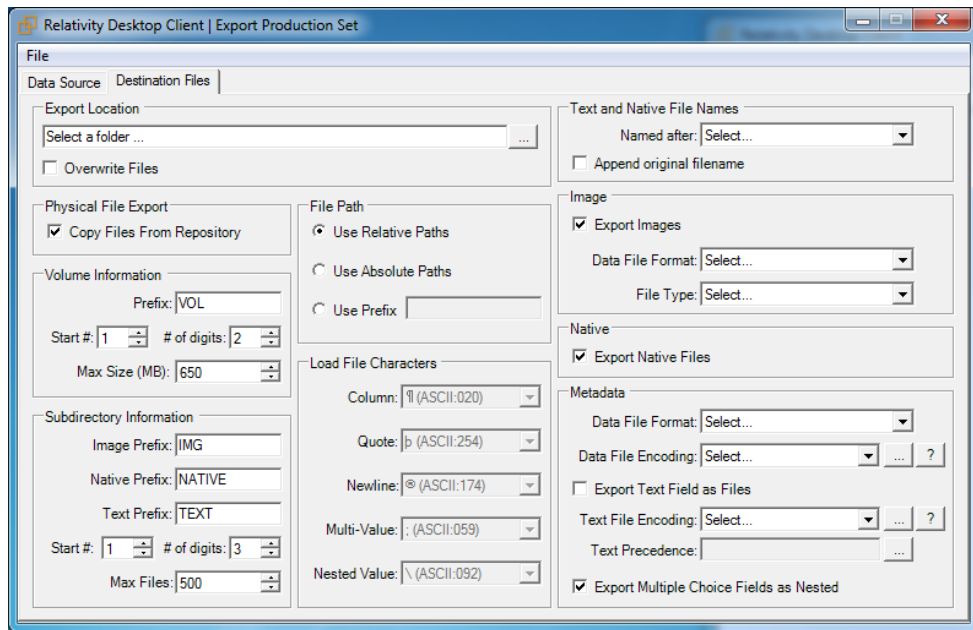 Relativity Desktop Client | Export Production Set
File
Data Source Destination Files
Export Location
Select a folder ... ...
Overwrite Files
Physical File Export
Copy Files From Repository
Volume Information
Prefix: VOL
Start #: 1 # of digits: 2
Max Size (MB): 650
Subdirectory Information
Image Prefix: IMG
Native Prefix: NATIVE
Text Prefix: TEXT
Start #: 1 # of digits: 3
Max Files: 500
File Path
Use Relative Paths
Use Absolute Paths
Use Prefix
Load File Characters
Column: ¶ (ASCII:020)
Quote: þ (ASCII:254)
Newline: ® (ASCII:174)
Multi-Value: ; (ASCII:059)
Nested Value: \ (ASCII:092)
Text and Native File Names
Named after: Select...
Append original filename
Image
Export Images
Data File Format: Select...
File Type: Select...
Native
Export Native Files
Metadata
Data File Format: Select...
Data File Encoding: Select... ... ?
Export Text Field as Files
Text File Encoding: Select... ... ?
Text Precedence: ...
Export Multiple Choice Fields as Nested